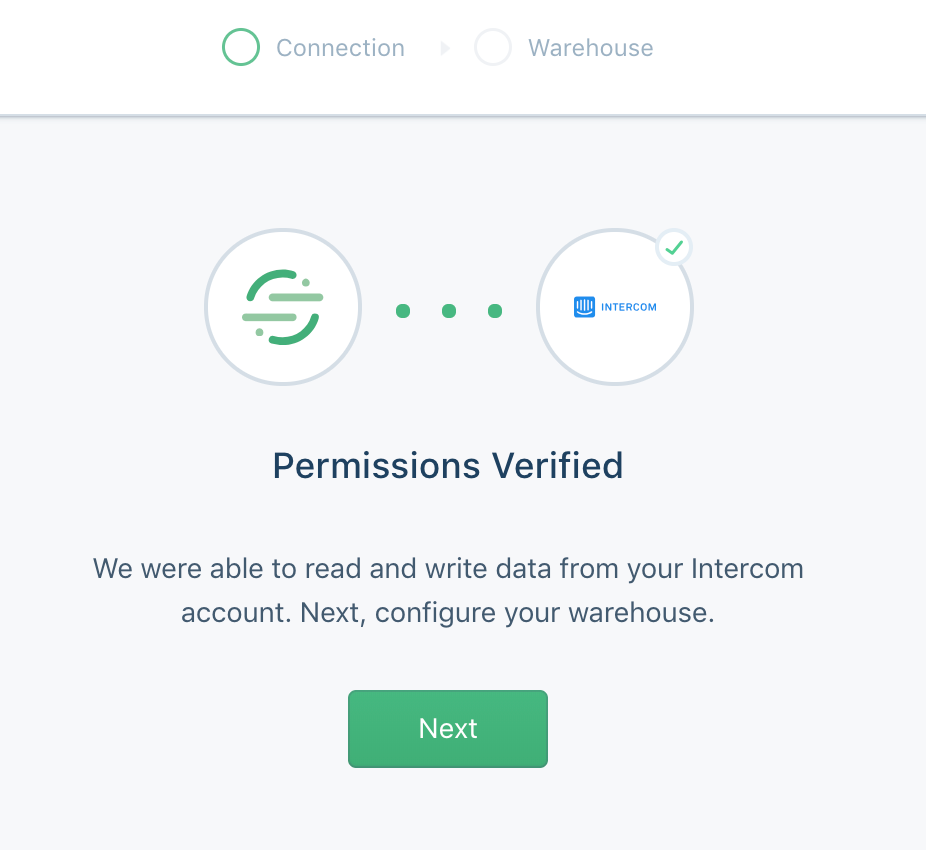 Connection
Warehouse
INTERCOM
Permissions Verified
We were able to read and write data from your Intercom
account. Next, configure your warehouse.
Next